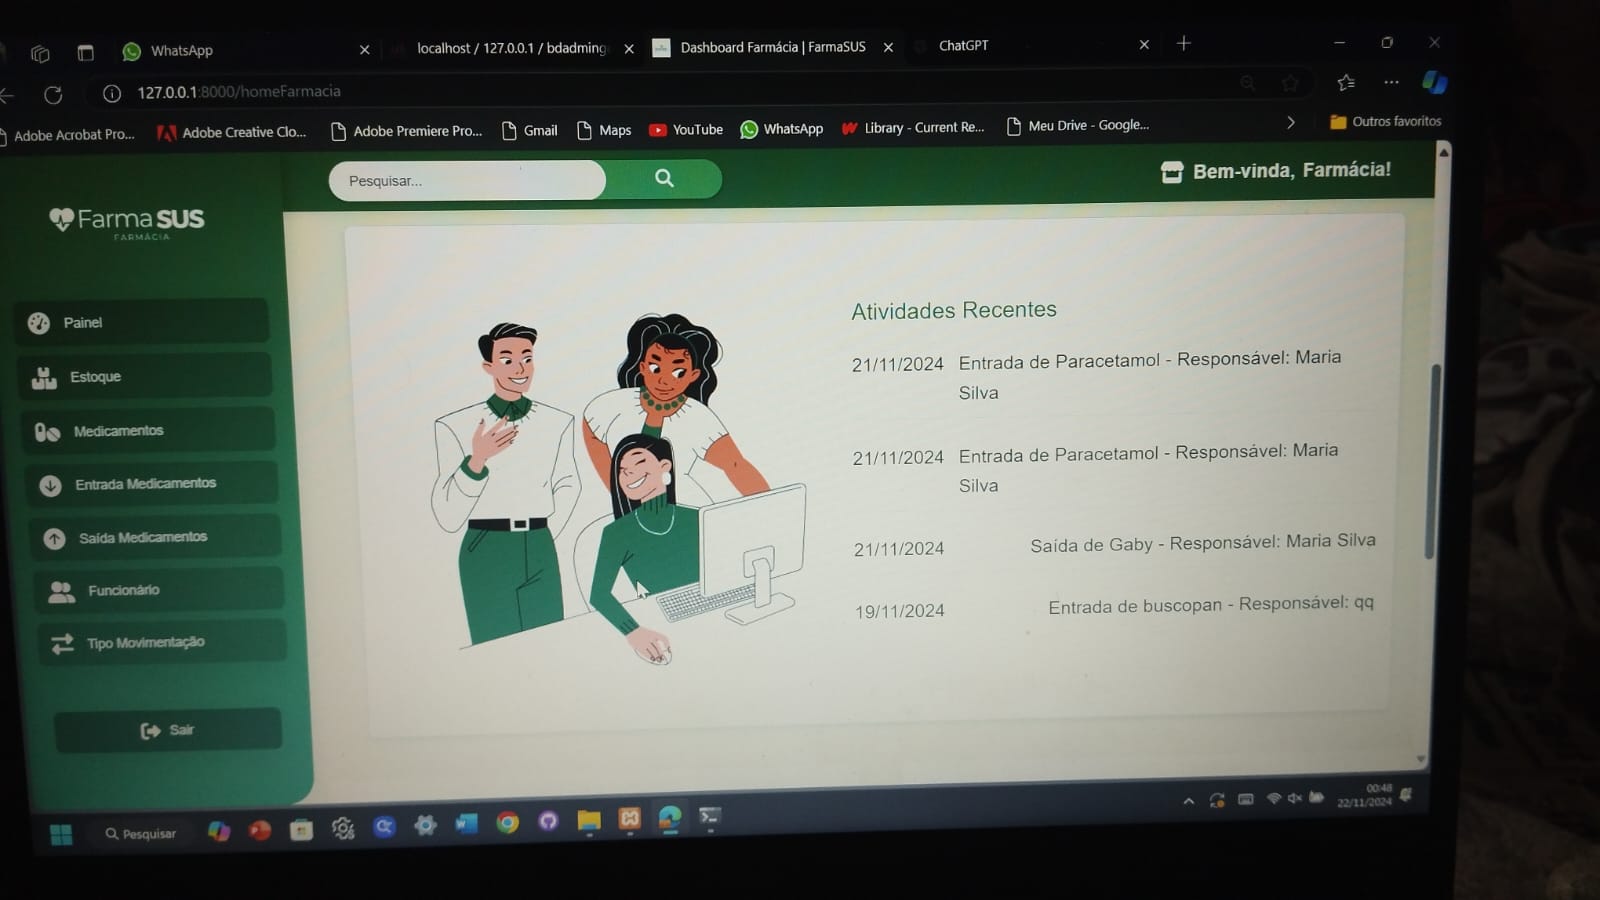 WhatsApp
localhost / 127.0.0.1 / bdadming
Dashboard Farmácia | FarmaSUS
ChatGPT
127.0.0.1:8000/homeFarmacia
Adobe Acrobat Pro...
Adobe Creative Clo...
Adobe Premiere Pro...
Gmail
Maps
YouTube
WhatsApp
Library - Current Re...
Meu Drive - Google...
Outros favoritos
Farma SUS
FARMÁCIA
Pesquisar...
Bem-vinda, Farmácia!
Painel
Estoque
Medicamentos
Entrada Medicamentos
Saída Medicamentos
Funcionário
Tipo Movimentação
Sair
Atividades Recentes
21/11/2024 Entrada de Paracetamol - Responsável: Maria
Silva
21/11/2024 Entrada de Paracetamol - Responsável: Maria
Silva
21/11/2024 Saída de Gaby - Responsável: Maria Silva
19/11/2024 Entrada de buscopan - Responsável: qq
Pesquisar
00:48
22/11/2024